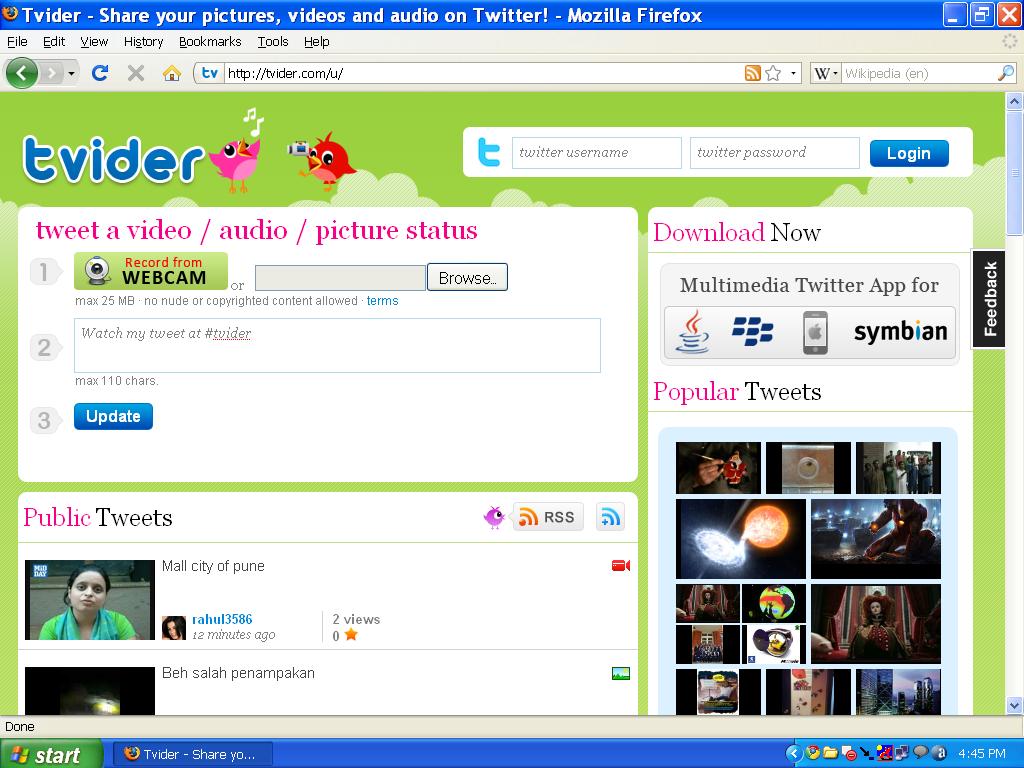 Tvider - Share your pictures, videos and audio on Twitter! - Mozilla Firefox
File Edit View History Bookmarks Tools Help
tv http://tvider.com/u/
W Wikipedia (en)
tvider
twitter username twitter password Login
tweet a video / audio / picture status
1 Record from WEBCAM or Browse...
max 25 MB · no nude or copyrighted content allowed · terms
2 Watch my tweet at #tvider
max 110 chars.
3 Update
Download Now
Multimedia Twitter App for
symbian
Feedback
Popular Tweets
Public Tweets
RSS
MiD DAY
Mall city of pune
rahul3586
12 minutes ago
2 views
0
Beh salah penampakan
Done
start Tvider - Share yo... 4:45 PM